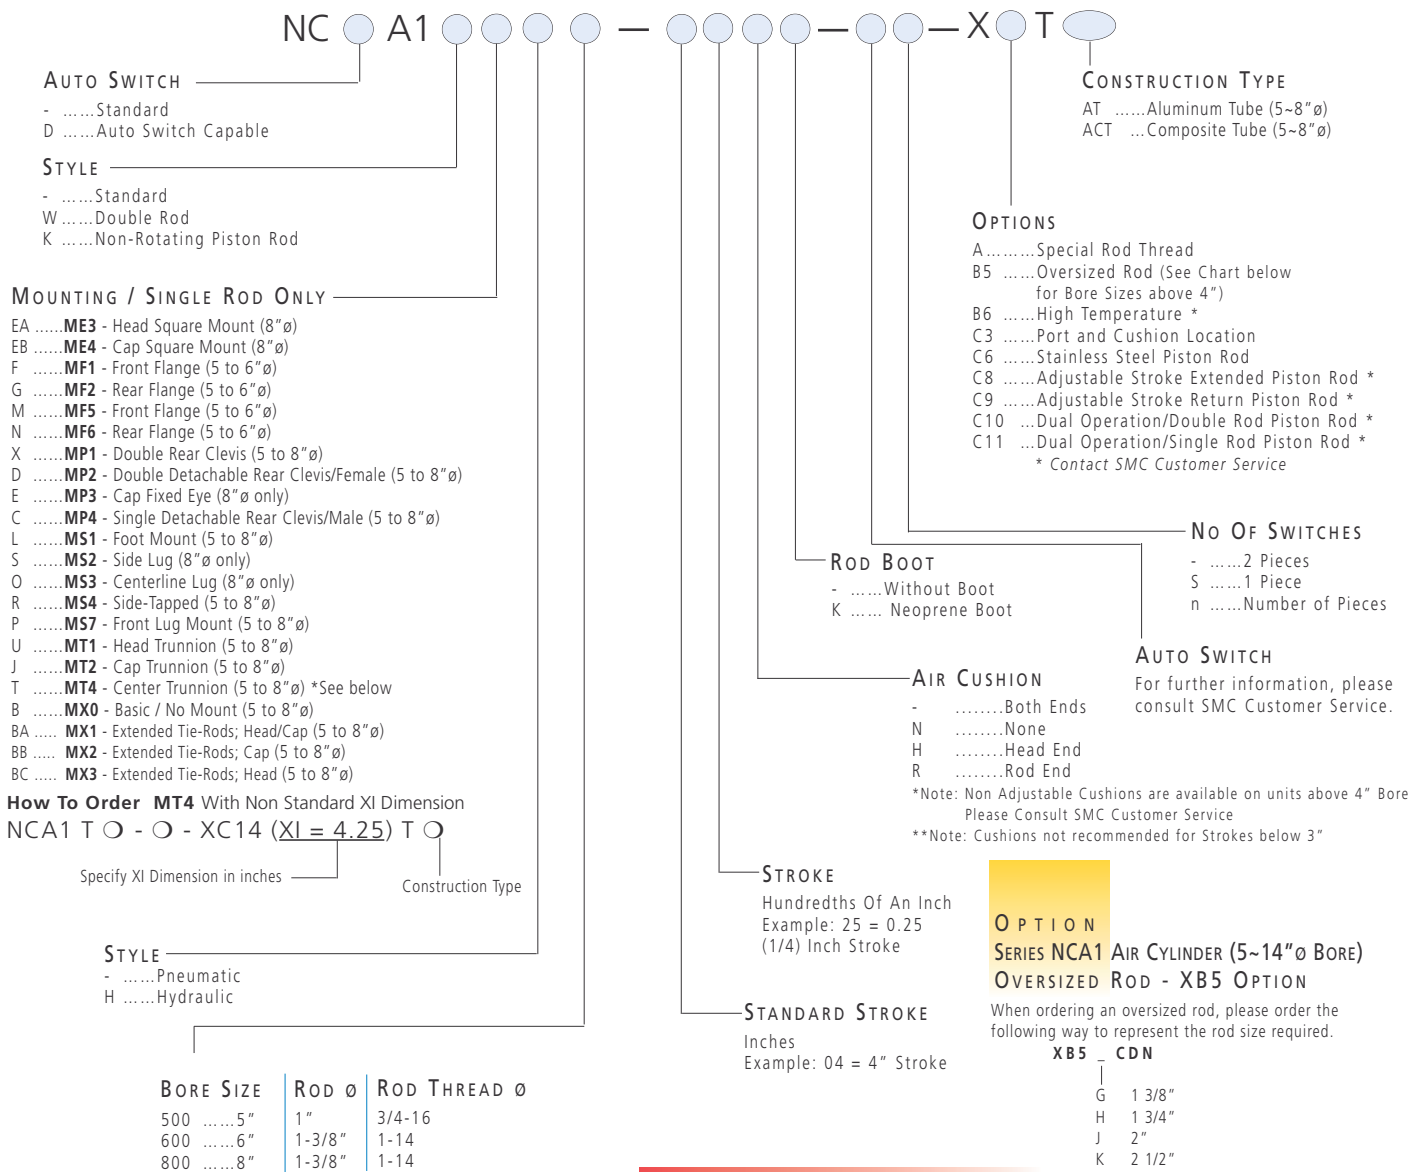 NC A1 – – – X T
AUTO SWITCH
- ......Standard
D ......Auto Switch Capable
STYLE
- ......Standard
W ......Double Rod
K ......Non-Rotating Piston Rod
MOUNTING / SINGLE ROD ONLY
EA ......ME3 - Head Square Mount (8"ø)
EB ......ME4 - Cap Square Mount (8"ø)
F ......MF1 - Front Flange (5 to 6"ø)
G ......MF2 - Rear Flange (5 to 6"ø)
M ......MF5 - Front Flange (5 to 6"ø)
N ......MF6 - Rear Flange (5 to 6"ø)
X ......MP1 - Double Rear Clevis (5 to 8"ø)
D ......MP2 - Double Detachable Rear Clevis/Female (5 to 8"ø)
E ......MP3 - Cap Fixed Eye (8"ø only)
C ......MP4 - Single Detachable Rear Clevis/Male (5 to 8"ø)
L ......MS1 - Foot Mount (5 to 8"ø)
S ......MS2 - Side Lug (8"ø only)
O ......MS3 - Centerline Lug (8"ø only)
R ......MS4 - Side-Tapped (5 to 8"ø)
P ......MS7 - Front Lug Mount (5 to 8"ø)
U ......MT1 - Head Trunnion (5 to 8"ø)
J ......MT2 - Cap Trunnion (5 to 8"ø)
T ......MT4 - Center Trunnion (5 to 8"ø) *See below
B ......MX0 - Basic / No Mount (5 to 8"ø)
BA ..... MX1 - Extended Tie-Rods; Head/Cap (5 to 8"ø)
BB ..... MX2 - Extended Tie-Rods; Cap (5 to 8"ø)
BC ..... MX3 - Extended Tie-Rods; Head (5 to 8"ø)
How To Order MT4 With Non Standard XI Dimension
NCA1 T ❍ - ❍ - XC14 (XI = 4.25) T ❍
Specify XI Dimension in inches
Construction Type
STYLE
- ......Pneumatic
H ......Hydraulic
BORE SIZE ROD Ø ROD THREAD Ø
500 ......5" 1" 3/4-16
600 ......6" 1-3/8" 1-14
800 ......8" 1-3/8" 1-14
CONSTRUCTION TYPE
AT ......Aluminum Tube (5~8"ø)
ACT ...Composite Tube (5~8"ø)
OPTIONS
A.........Special Rod Thread
B5 ......Oversized Rod (See Chart below
for Bore Sizes above 4")
B6 ......High Temperature *
C3 ......Port and Cushion Location
C6 ......Stainless Steel Piston Rod
C8 ......Adjustable Stroke Extended Piston Rod *
C9 ......Adjustable Stroke Return Piston Rod *
C10 ...Dual Operation/Double Rod Piston Rod *
C11 ...Dual Operation/Single Rod Piston Rod *
* Contact SMC Customer Service
NO OF SWITCHES
- ......2 Pieces
S ......1 Piece
n ......Number of Pieces
ROD BOOT
- ......Without Boot
K ...... Neoprene Boot
AUTO SWITCH
For further information, please
consult SMC Customer Service.
AIR CUSHION
- ........Both Ends
N ........None
H ........Head End
R ........Rod End
*Note: Non Adjustable Cushions are available on units above 4" Bore
Please Consult SMC Customer Service
**Note: Cushions not recommended for Strokes below 3"
STROKE
Hundredths Of An Inch
Example: 25 = 0.25
(1/4) Inch Stroke
STANDARD STROKE
Inches
Example: 04 = 4" Stroke
OPTION
SERIES NCA1 AIR CYLINDER (5~14"Ø BORE)
OVERSIZED ROD - XB5 OPTION
When ordering an oversized rod, please order the
following way to represent the rod size required.
XB5 _ CDN
G 1 3/8"
H 1 3/4"
J 2"
K 2 1/2"